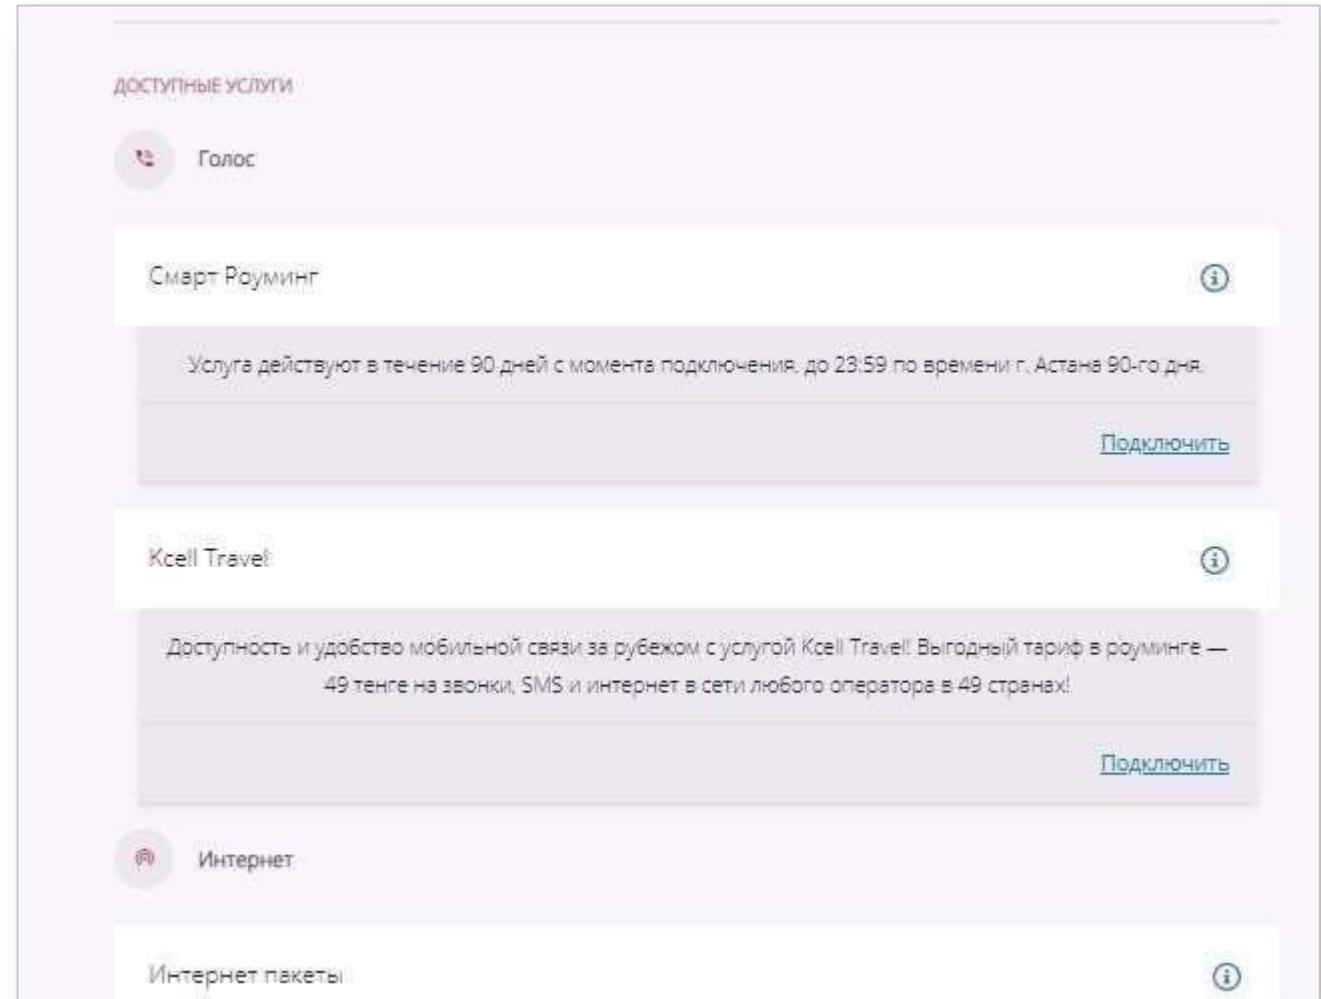 ДОСТУПНЫЕ УСЛУГИ
Голос
Смарт Роуминг
Услуга действуют в течение 90 дней с момента подключения, до 23:59 по времени г. Астана 90-го дня.
Подключить
Kcell Travel
Доступность и удобство мобильной связи за рубежом с услугой Kcell Travel! Выгодный тариф в роуминге —
49 тенге на звонки, SMS и интернет в сети любого оператора в 49 странах!
Подключить
Интернет
Интернет пакеты